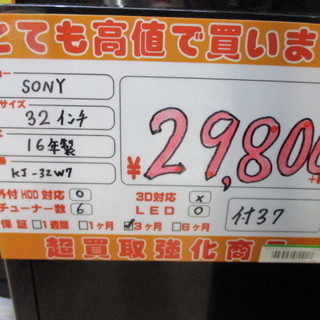 とても高値で買いま
ー SONY
サイズ 32インチ
16年製
KJ-32W7
¥29,800
外付HDD対応 0 3D対応 x
チューナー数 6 LED 0
保証 □1週間 □1ヶ月 ☑3ヶ月 □6ヶ月
付37
超買取強化商品